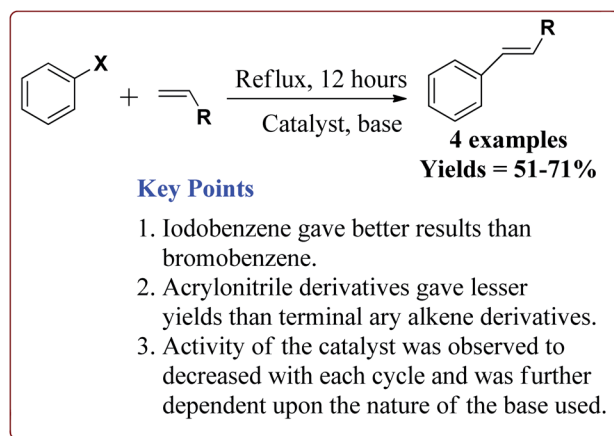 X
+
R
Reflux, 12 hours
Catalyst, base
R
4 examples
Yields = 51-71%
Key Points
1. Iodobenzene gave better results than
bromobenzene.
2. Acrylonitrile derivatives gave lesser
yields than terminal ary alkene derivatives.
3. Activity of the catalyst was observed to
decreased with each cycle and was further
dependent upon the nature of the base used.